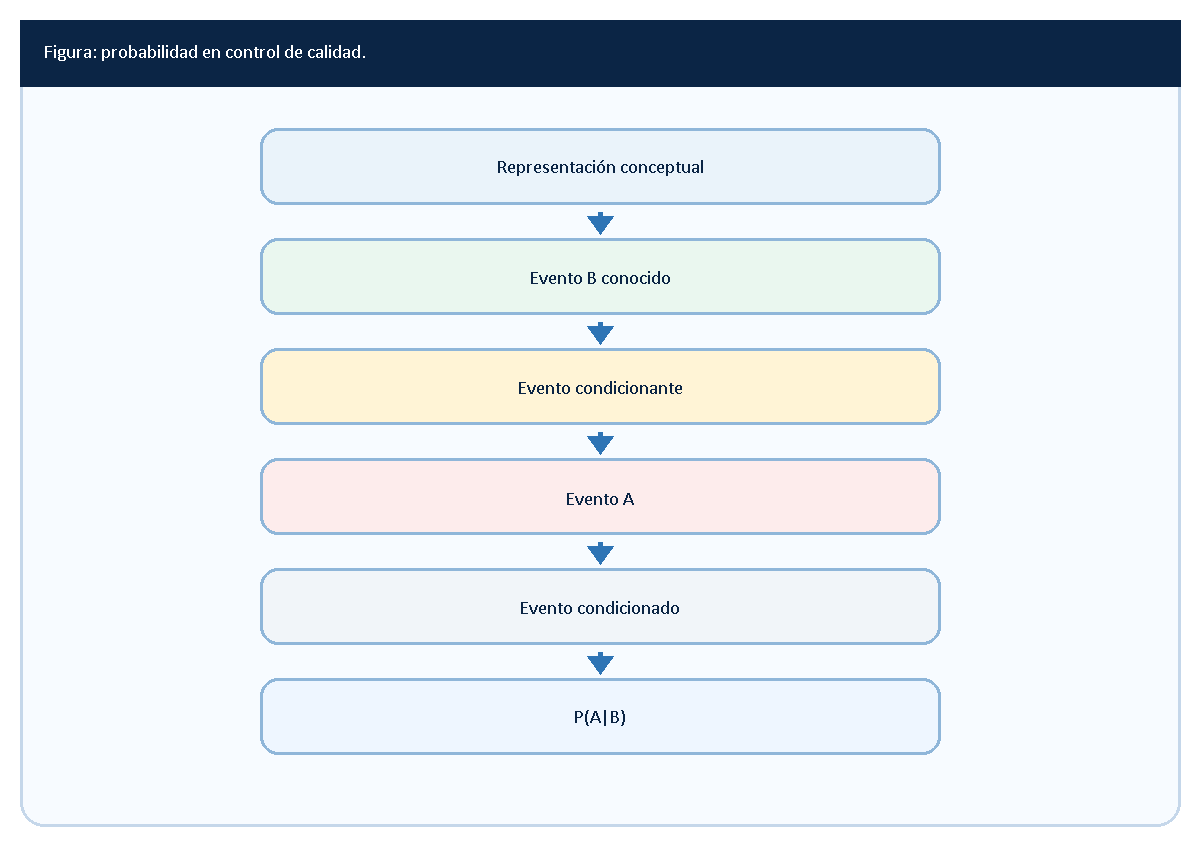 Figura: probabilidad en control de calidad.
Representación conceptual
Evento B conocido
Evento condicionante
Evento A
Evento condicionado
P(A|B)